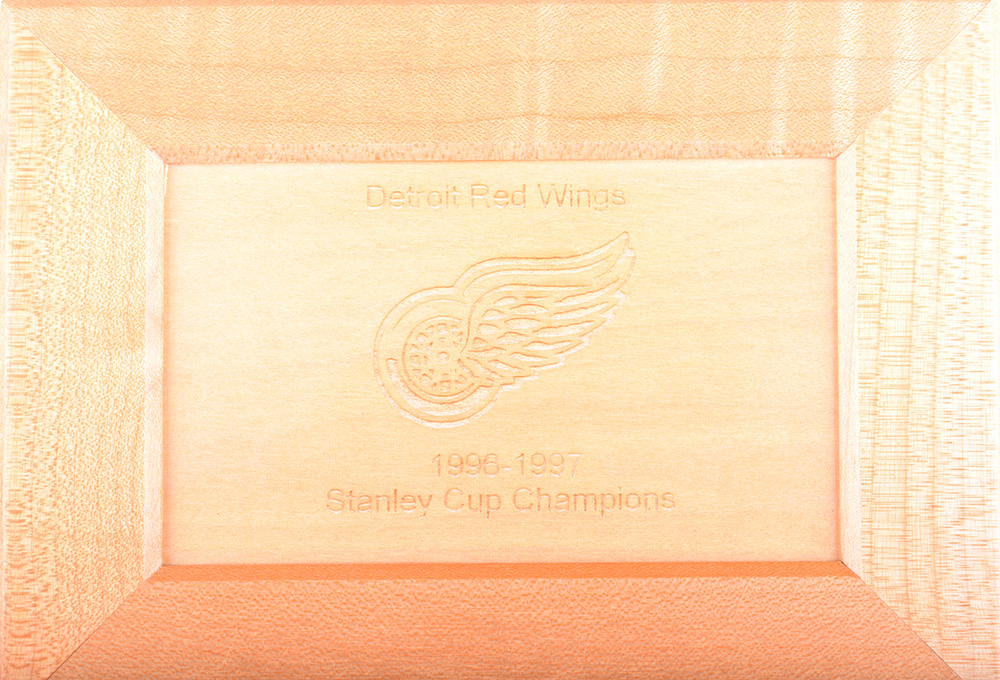 Detroit Red Wings
1996-1997
Stanley Cup Champions